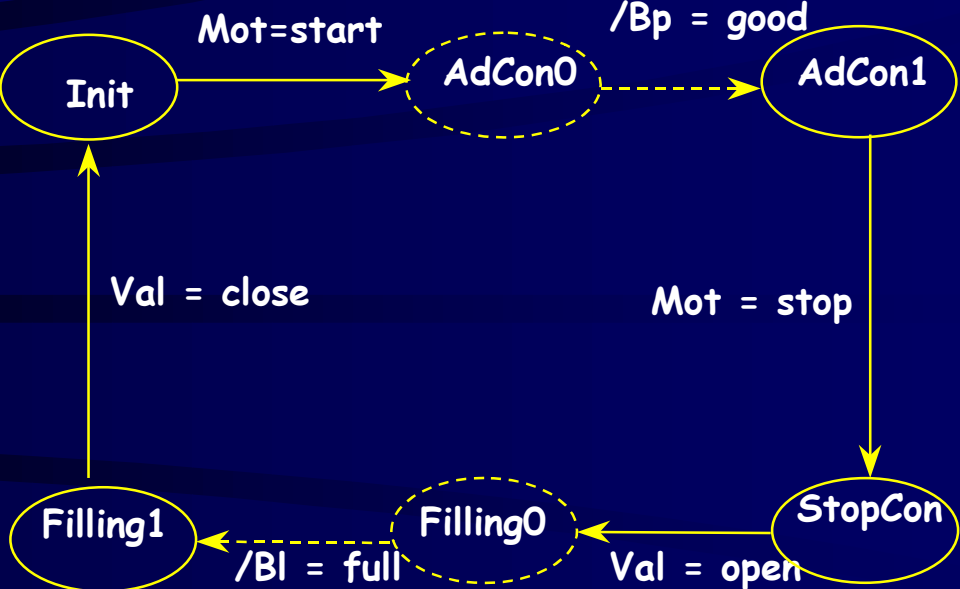 Mot=start
/Bp = good
Init
AdCon0
AdCon1
Val = close
Mot = stop
Filling1
Filling0
StopCon
/Bl = full
Val = open